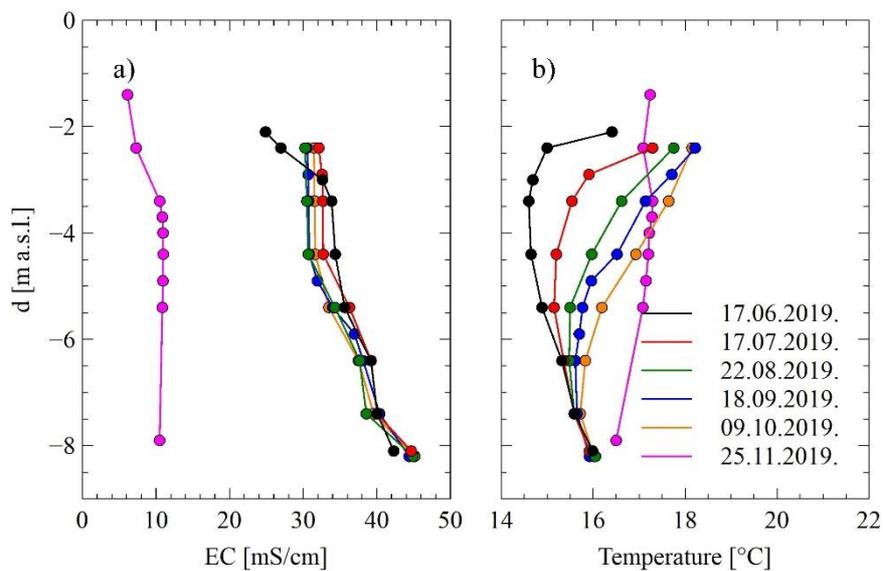 a)
b)
0
−2
−4
−6
−8
d [m a.s.l.]
0 10 20 30 40 50
EC [mS/cm]
14 16 18 20 22
Temperature [°C]
17.06.2019.
17.07.2019.
22.08.2019.
18.09.2019.
09.10.2019.
25.11.2019.